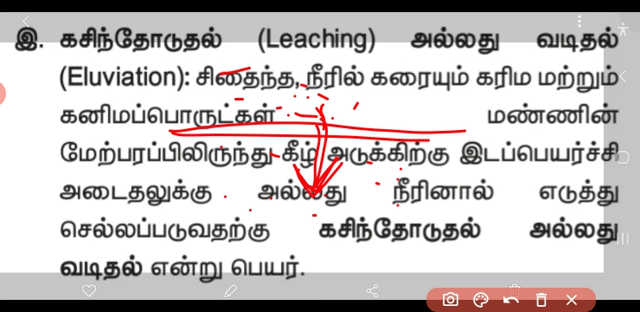 இ. கசிந்தோடுதல் (Leaching) அல்லது வடிதல்
(Eluviation): சிதைந்த, நீரில் கரையும் கரிம மற்றும்
கனிமப்பொருட்கள் மண்ணின்
மேற்பரப்பிலிருந்து கீழ் அடுக்கிற்கு இடப்பெயர்ச்சி
அடைதலுக்கு அல்லது நீரினால் எடுத்து
செல்லப்படுவதற்கு கசிந்தோடுதல் அல்லது
வடிதல் என்று பெயர்.